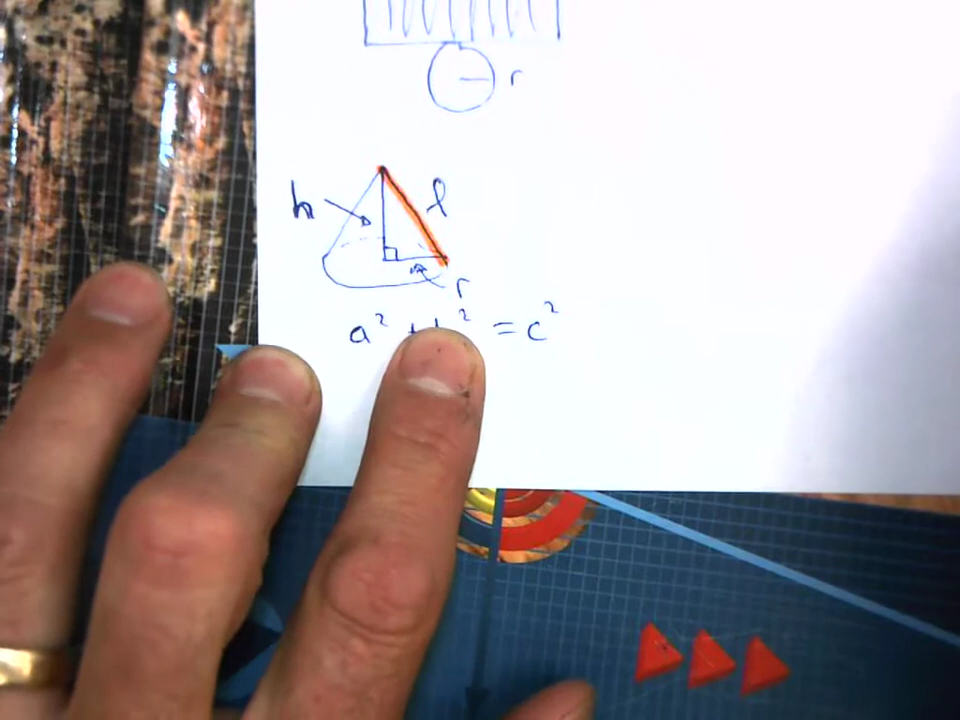 r
h
l
r
a² + b² = c²